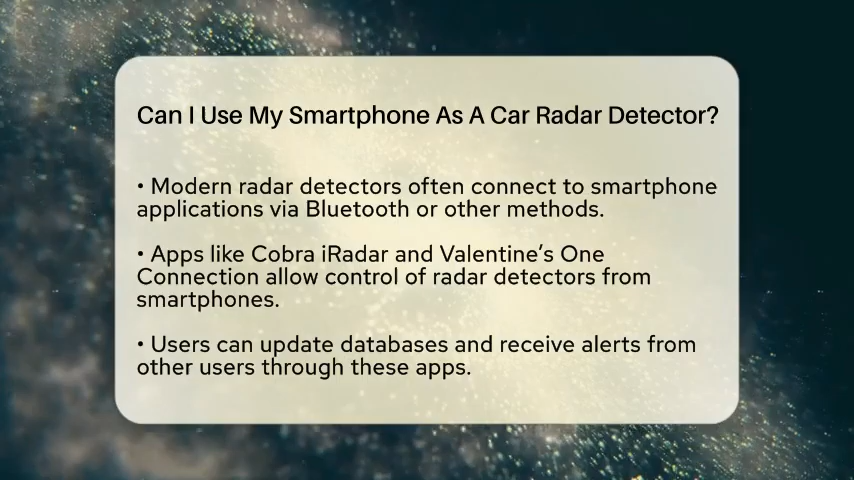 Can I Use My Smartphone As A Car Radar Detector?
• Modern radar detectors often connect to smartphone
applications via Bluetooth or other methods.
• Apps like Cobra iRadar and Valentine’s One
Connection allow control of radar detectors from
smartphones.
• Users can update databases and receive alerts from
other users through these apps.